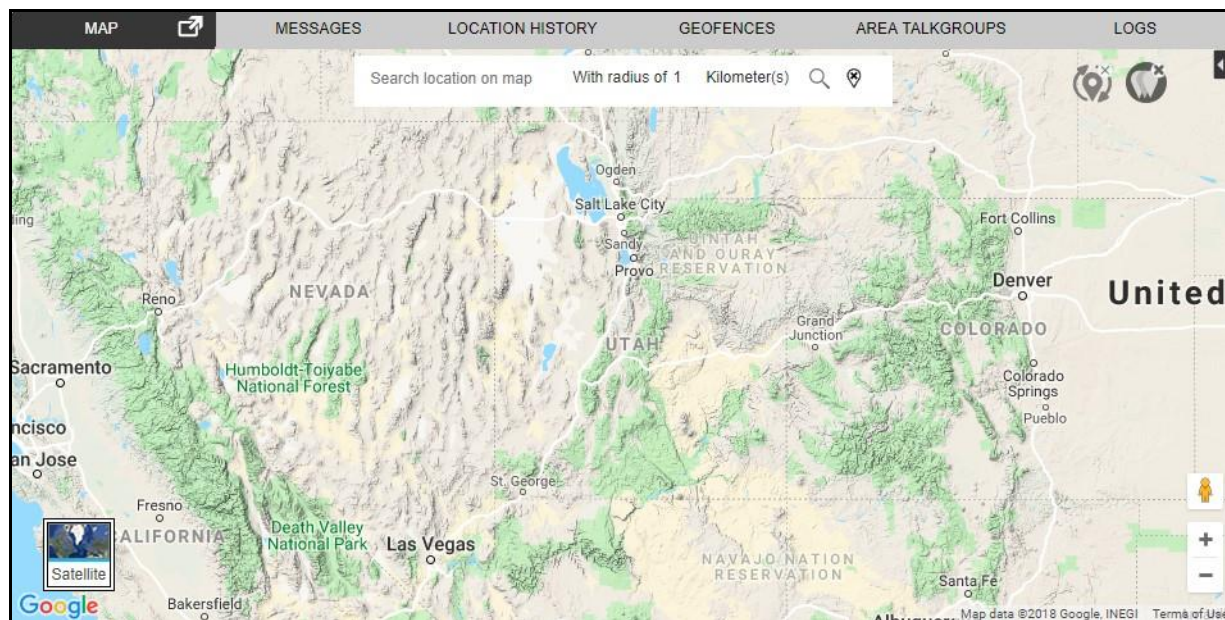 MAP
MESSAGES
LOCATION HISTORY
GEOFENCES
AREA TALKGROUPS
LOGS
Search location on map
With radius of 1
Kilometer(s)
Ogden
Salt Lake City
Sandy
Provo
UINTAH
AND OURAY
RESERVATION
Fort Collins
Denver
United
Reno
NEVADA
Grand
Junction
COLORADO
UTAH
Sacramento
Humboldt-Toiyabe
National Forest
Colorado
Springs
Pueblo
ncisco
an Jose
St. George
Fresno
CALIFORNIA
Death Valley
National Park
Las Vegas
NAVAJO NATION
RESERVATION
Satellite
Santa Fe
Google
Bakersfield
Map data ©2018 Google, INEGI
Terms of Use